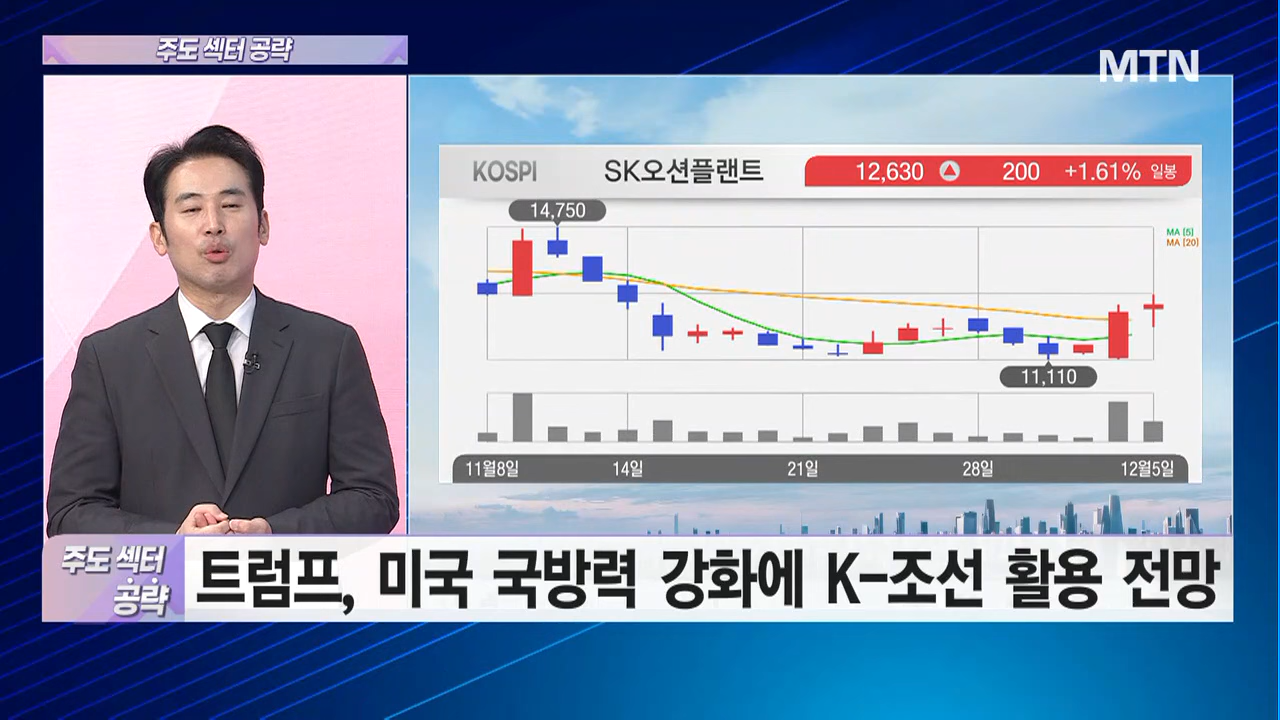 주도 섹터 공략
MTN
KOSPI SK오션플랜트 12,630 ▲ 200 +1.61% 일봉
14,750
MA [5]
MA [20]
11,110
11월8일 14일 21일 28일 12월5일
주도 섹터
공략
트럼프, 미국 국방력 강화에 K-조선 활용 전망